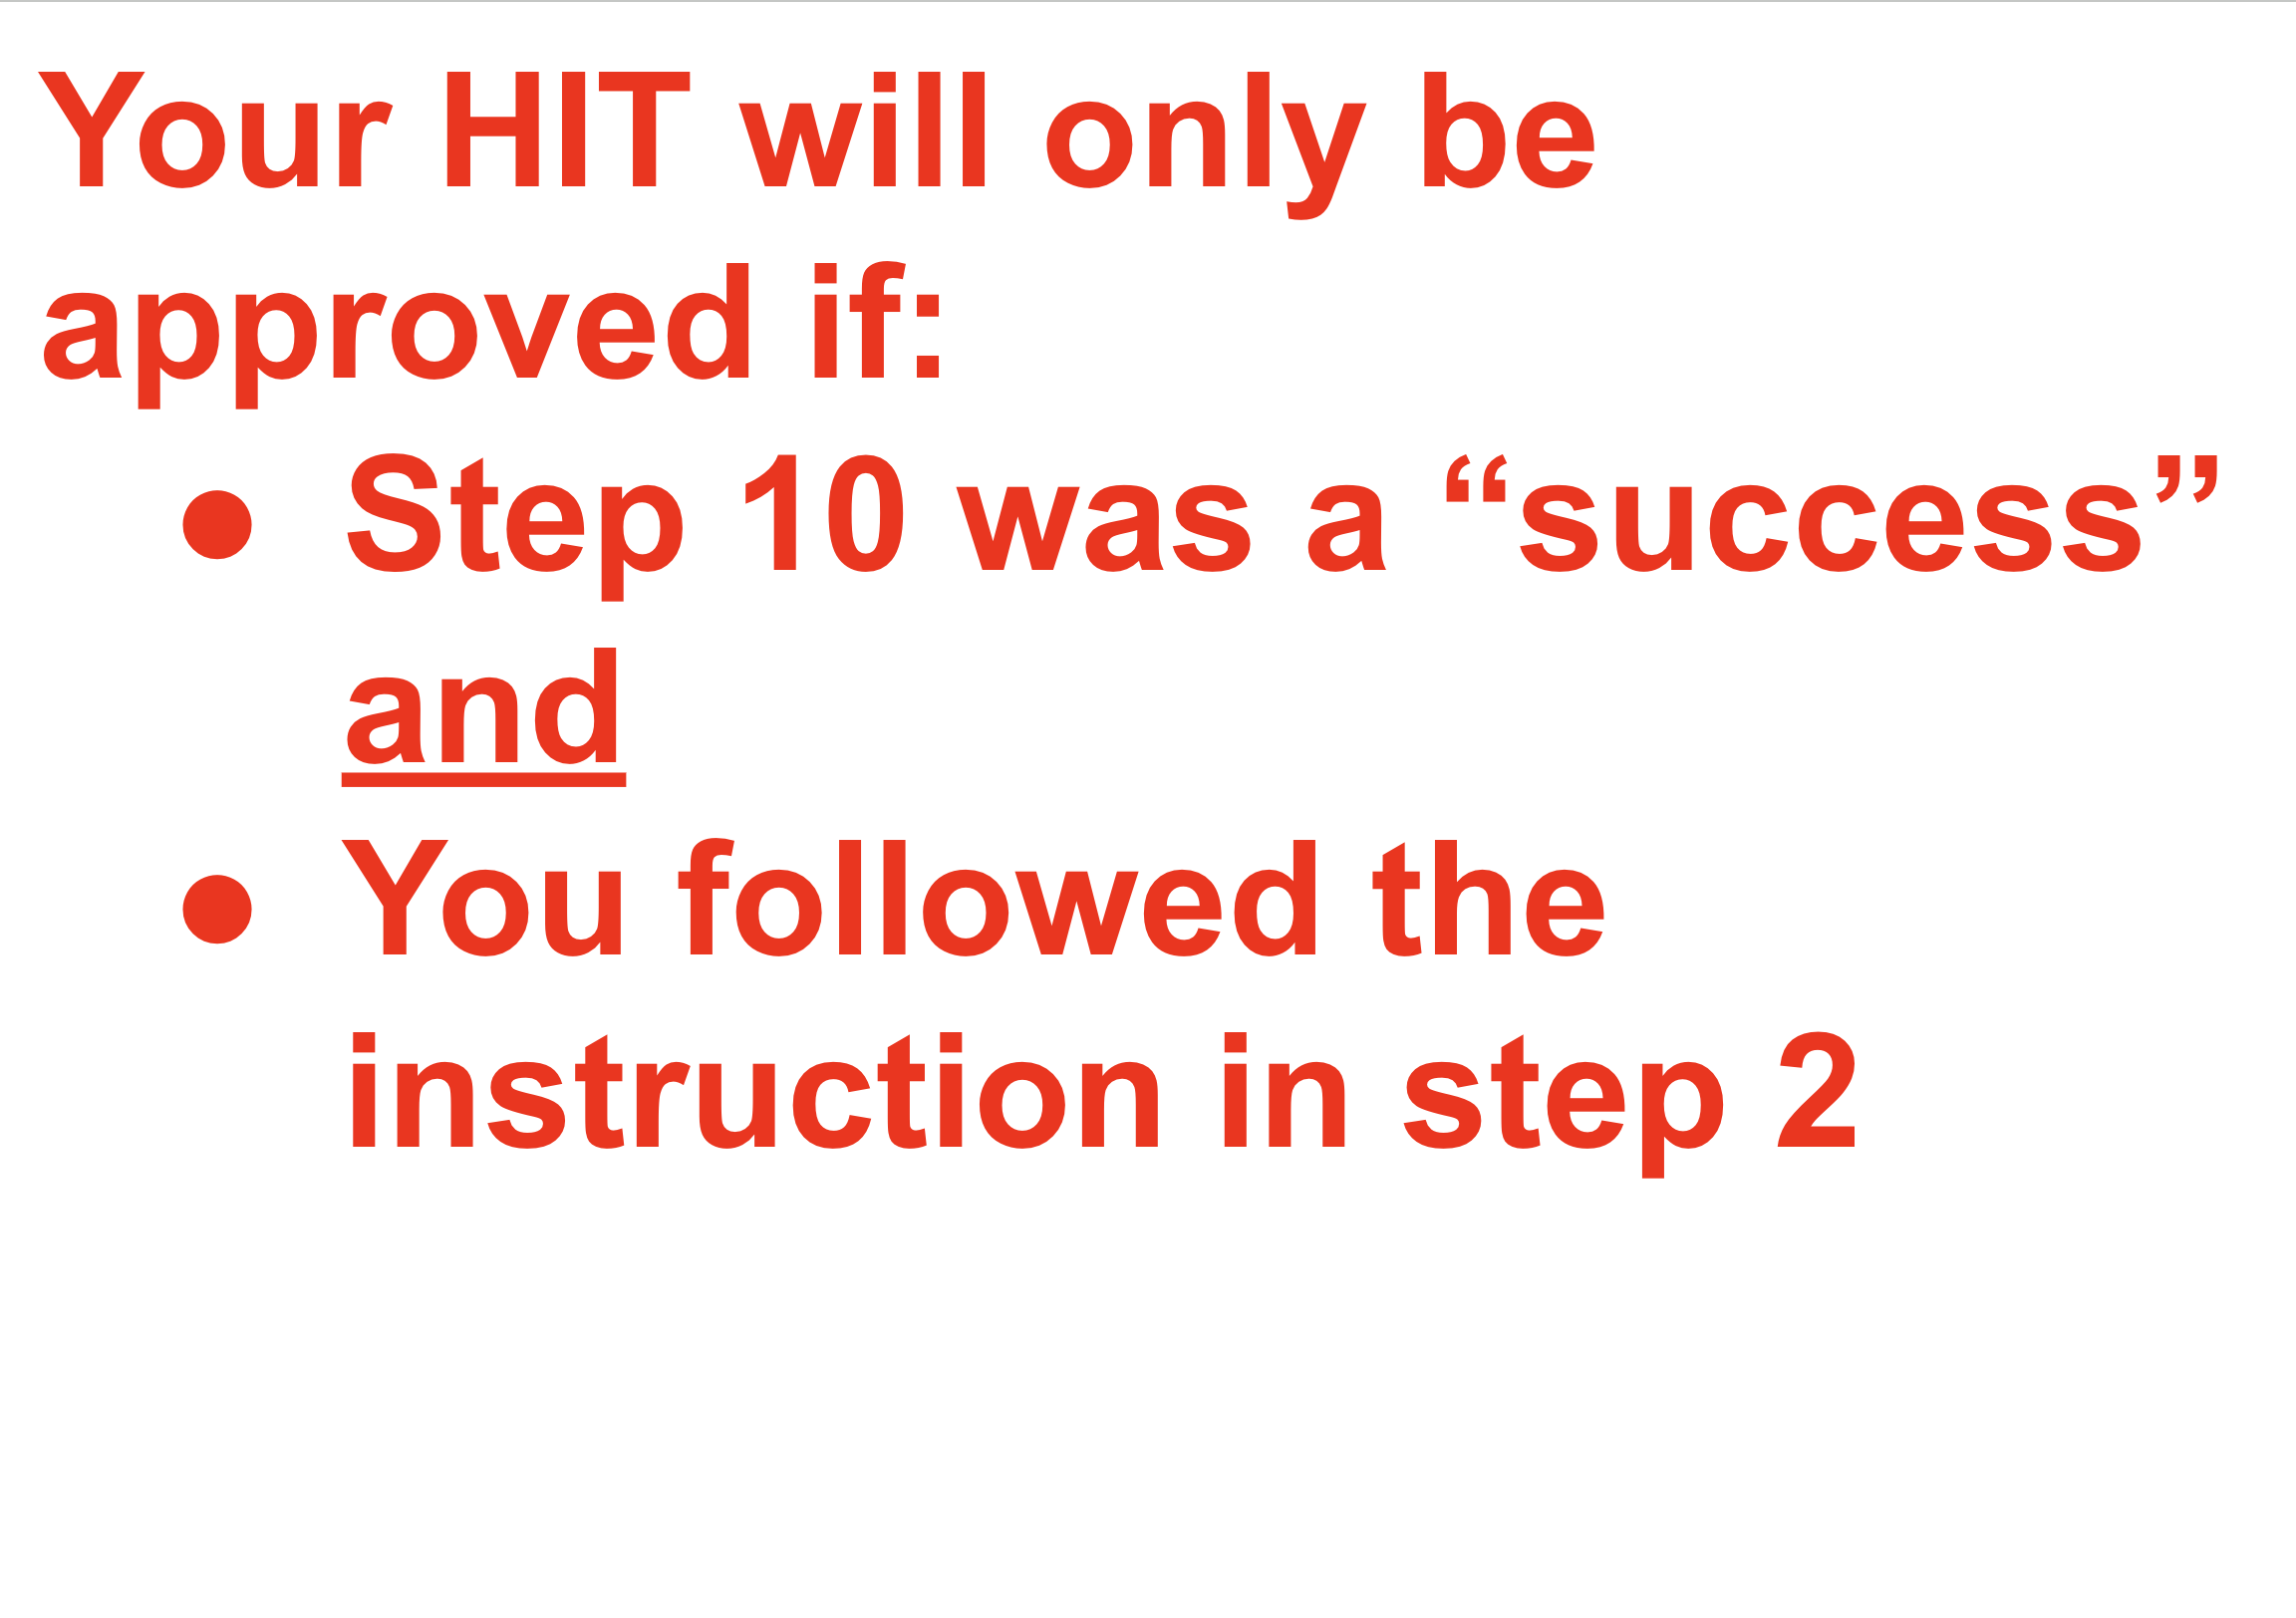 Your HIT will only be
approved if:
• Step 10 was a “success”
and
• You followed the
instruction in step 2